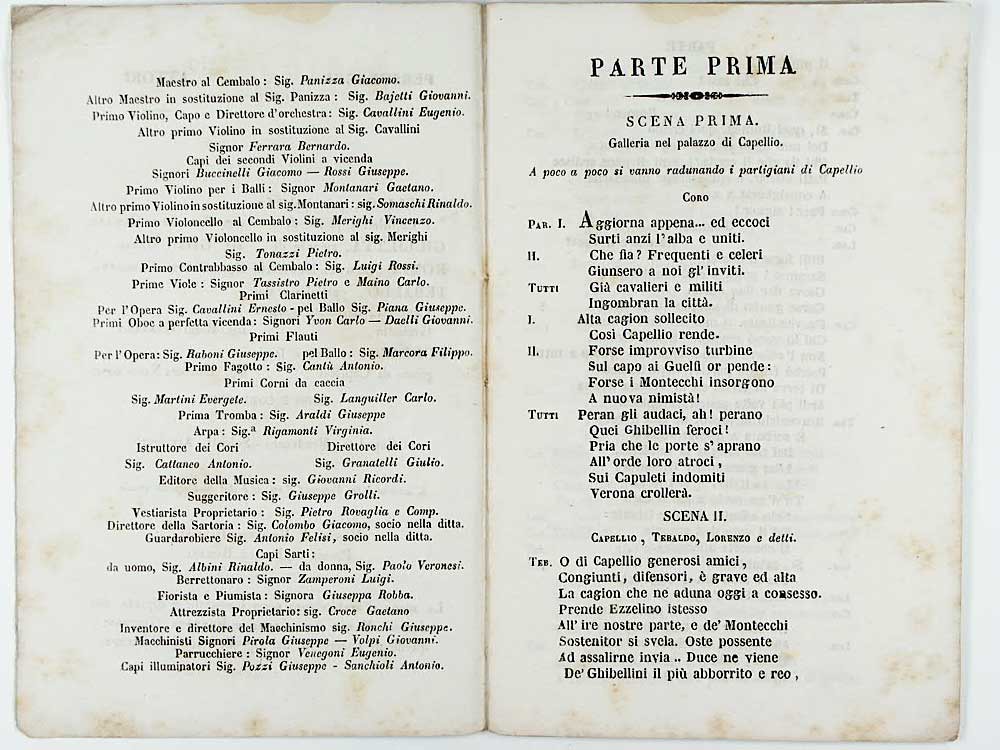 Maestro al Cembalo : Sig. Panizza Giacomo.
Altro Maestro in sostituzione al Sig. Panizza : Sig. Bajetti Giovanni.
Primo Violino, Capo e Direttore d'orchestra : Sig. Cavallini Eugenio.
Altro primo Violino in sostituzione al Sig. Cavallini
Signor Ferrara Bernardo.
Capi dei secondi Violini a vicenda
Signori Buccinelli Giacomo — Rossi Giuseppe.
Primo Violino per i Balli : Signor Montanari Gaetano.
Altro primo Violino in sostituzione al sig. Montanari : sig. Somaschi Rinaldo.
Primo Violoncello al Cembalo : Sig. Merighi Vincenzo.
Altro primo Violoncello in sostituzione al sig. Merighi
Sig. Tonazzi Pietro.
Primo Contrabbasso al Cembalo : Sig. Luigi Rossi.
Prime Viole : Signor Tassistro Pietro e Maino Carlo.
Primi Clarinetti
Per l'Opera Sig. Cavallini Ernesto - pel Ballo Sig. Piana Giuseppe.
Primi Oboe a perfetta vicenda : Signori Yvon Carlo — Daelli Giovanni.
Primi Flauti
Per l'Opera : Sig. Raboni Giuseppe. pel Ballo : Sig. Marcora Filippo.
Primo Fagotto : Sig. Cantù Antonio.
Primi Corni da caccia
Sig. Martini Evergete. Sig. Languiller Carlo.
Prima Tromba : Sig. Araldi Giuseppe
Arpa : Sig.a Rigamonti Virginia.
Istruttore dei Cori Direttore dei Cori
Sig. Cattaneo Antonio. Sig. Granatelli Giulio.
Editore della Musica : sig. Giovanni Ricordi.
Suggeritore : Sig. Giuseppe Grolli.
Vestiarista Proprietario : Sig. Pietro Rovaglia e Comp.
Direttore della Sartoria : Sig. Colombo Giacomo, socio nella ditta.
Guardarobiere Sig. Antonio Felisi, socio nella ditta.
Capi Sarti :
da uomo, Sig. Albini Rinaldo. — da donna, Sig. Paolo Veronesi.
Berrettonaro : Signor Zamperoni Luigi.
Fiorista e Piumista : Signora Giuseppa Robba.
Attrezzista Proprietario : sig. Croce Gaetano
Inventore e direttore del Macchinismo sig. Ronchi Giuseppe.
Macchinisti Signori Pirola Giuseppe — Volpi Giovanni.
Parrucchiere : Signor Venegoni Eugenio.
Capi illuminatori Sig. Pozzi Giuseppe - Sanchioli Antonio.
PARTE PRIMA
SCENA PRIMA.
Galleria nel palazzo di Capellio.
A poco a poco si vanno radunando i partigiani di Capellio
Coro
Par. I. Aggiorna appena... ed eccoci
Surti anzi l'alba e uniti.
II. Che fia? Frequenti e celeri
Giunsero a noi gl'inviti.
Tutti Già cavalieri e militi
Ingombran la città.
I. Alta cagion sollecito
Così Capellio rende.
II. Forse improvviso turbine
Sul capo ai Guelfi or pende :
Forse i Montecchi insorgono
A nuova nimistà!
Tutti Peran gli audaci, ah! perano
Quei Ghibellin feroci!
Pria che le porte s'aprano
All'orde loro atroci,
Sui Capuleti indomiti
Verona crollerà.
SCENA II.
Capellio, Tebaldo, Lorenzo e detti.
Teb. O di Capellio generosi amici,
Congiunti, difensori, è grave ed alta
La cagion che ne aduna oggi a consesso.
Prende Ezzelino istesso
All'ire nostre parte, e de' Montecchi
Sostenitor si svela. Oste possente
Ad assalirne invia .. Duce ne viene
De' Ghibellini il più abborrito e reo,